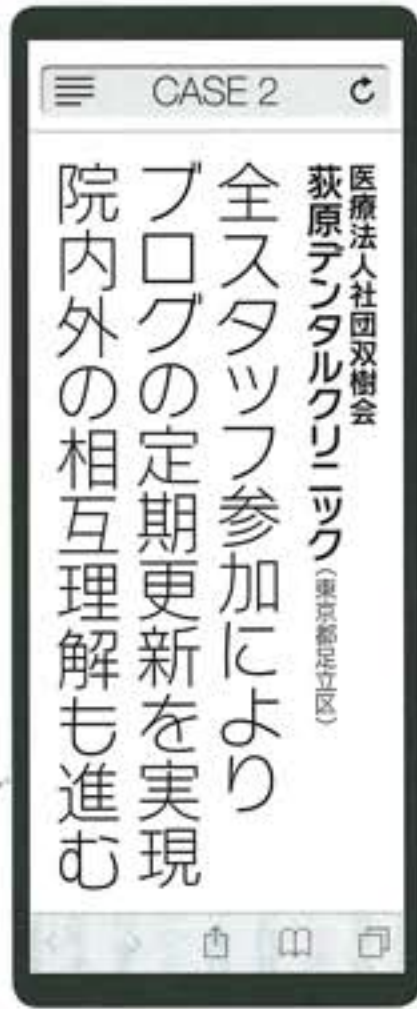 CASE 2
医療法人社団双樹会
荻原デンタルクリニック(東京都足立区)
全スタッフ参加により
ブログの定期更新を実現
院内外の相互理解も進む